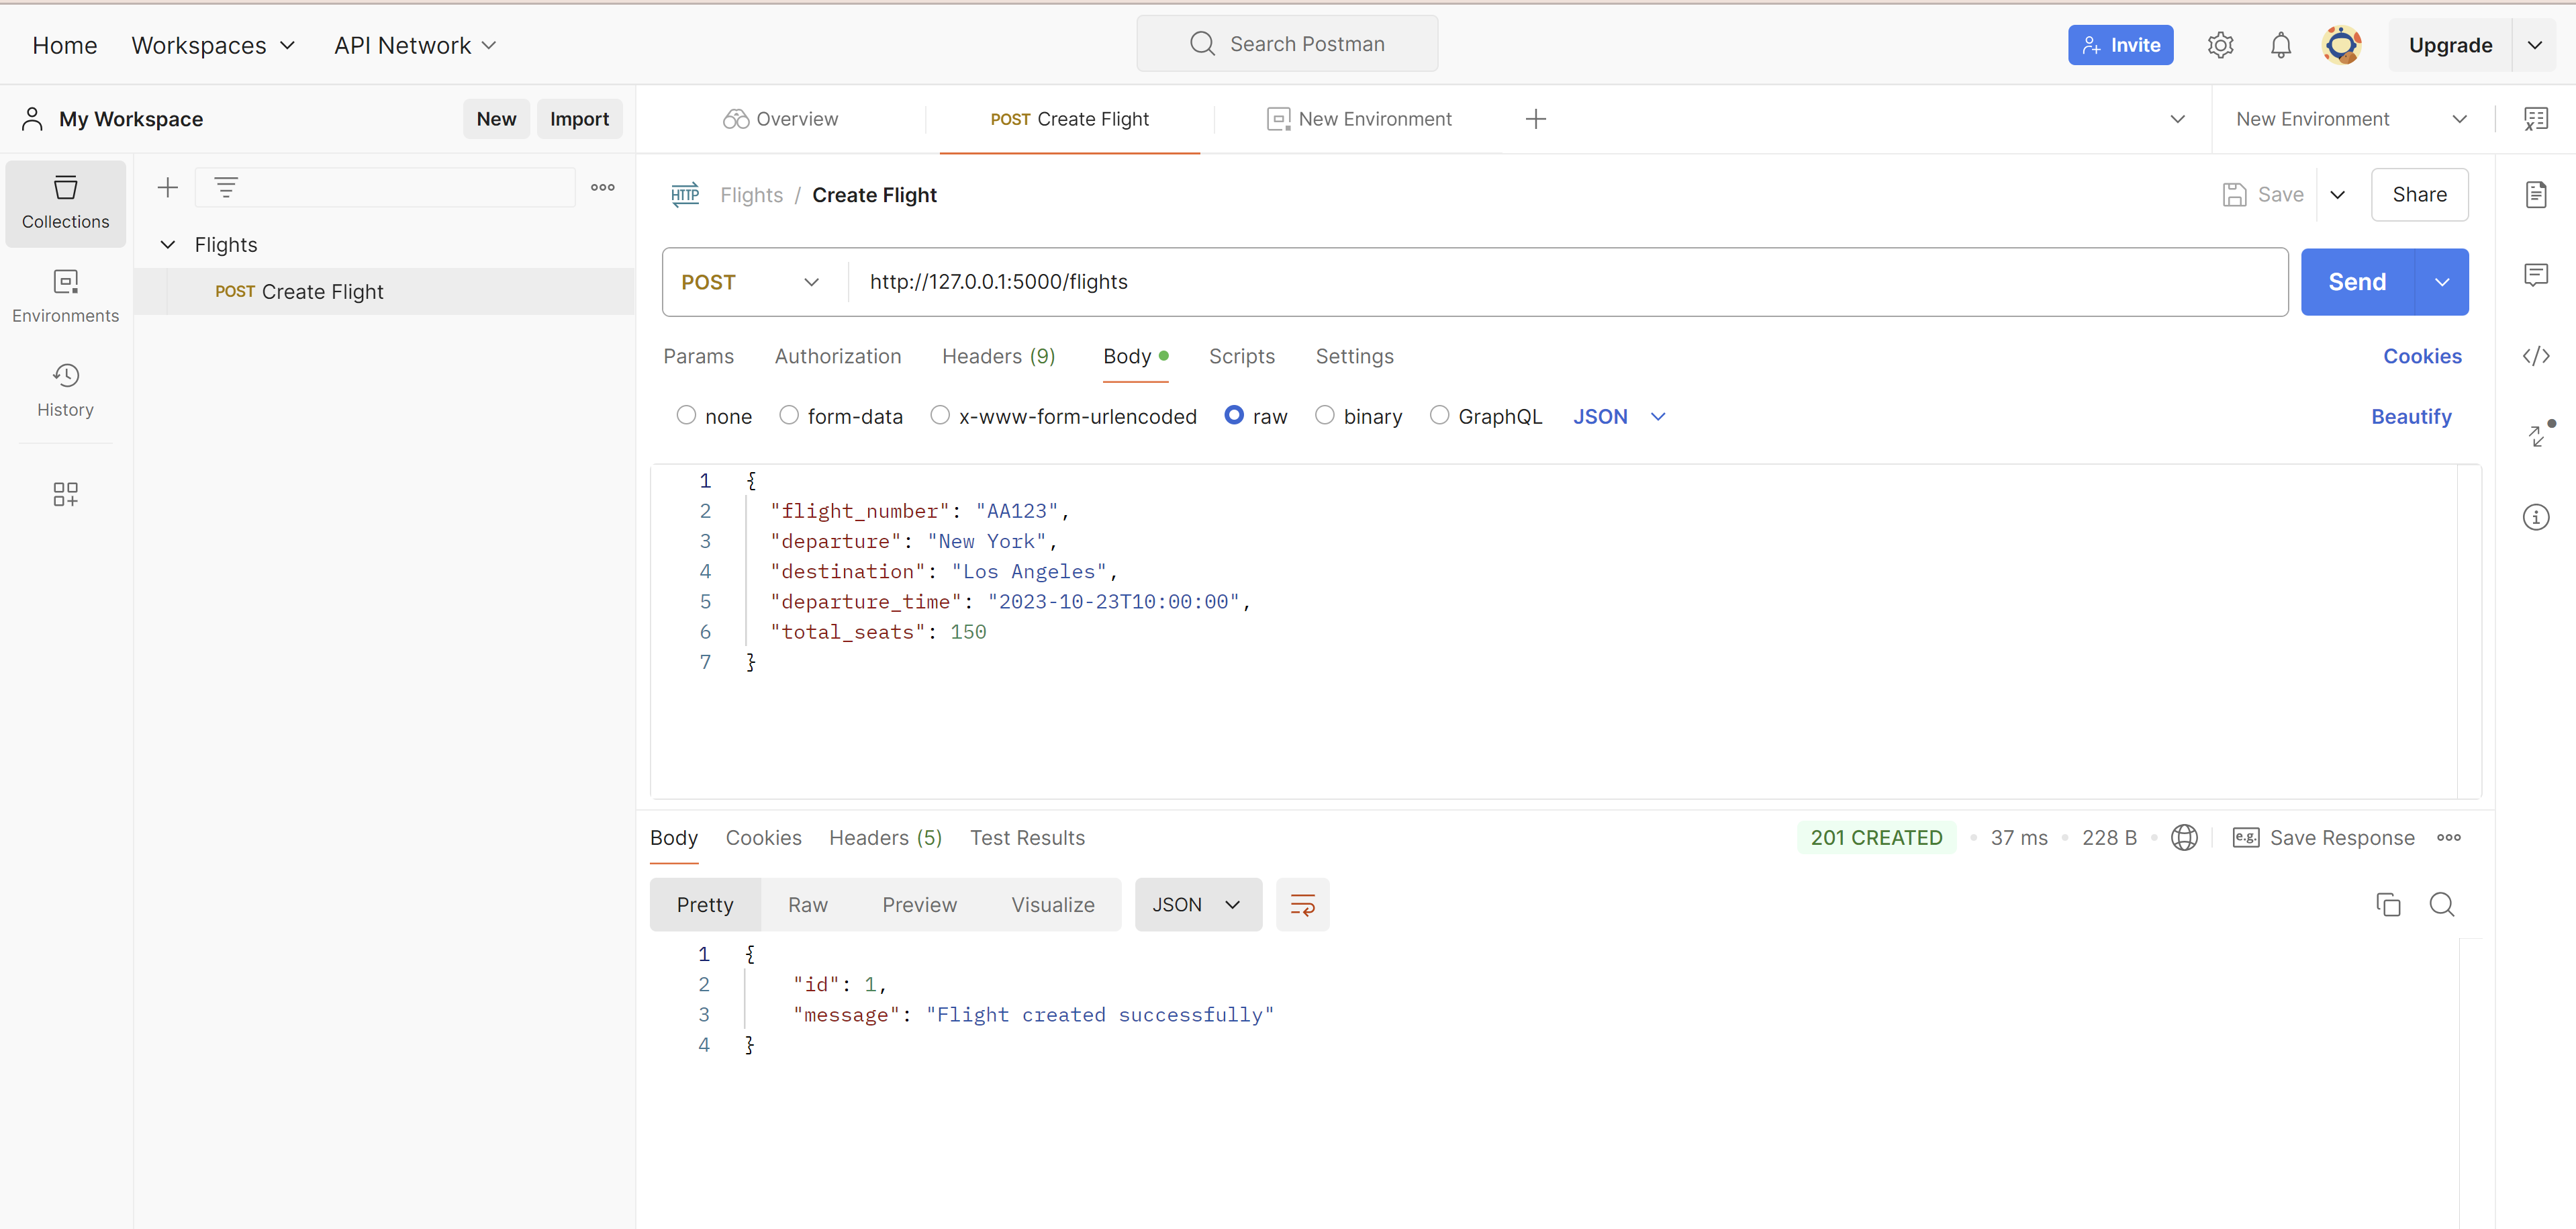 Home Workspaces API Network Search Postman Invite Upgrade
My Workspace New Import Overview POST Create Flight New Environment New Environment
Collections
Environments
History
Flights
POST Create Flight
HTTP Flights / Create Flight Save Share
POST http://127.0.0.1:5000/flights Send
Params Authorization Headers (9) Body Scripts Settings Cookies
none form-data x-www-form-urlencoded raw binary GraphQL JSON Beautify
1 {
2 "flight_number": "AA123",
3 "departure": "New York",
4 "destination": "Los Angeles",
5 "departure_time": "2023-10-23T10:00:00",
6 "total_seats": 150
7 }
Body Cookies Headers (5) Test Results 201 CREATED • 37 ms • 228 B • e.g. Save Response
Pretty Raw Preview Visualize JSON
1 {
2 "id": 1,
3 "message": "Flight created successfully"
4 }